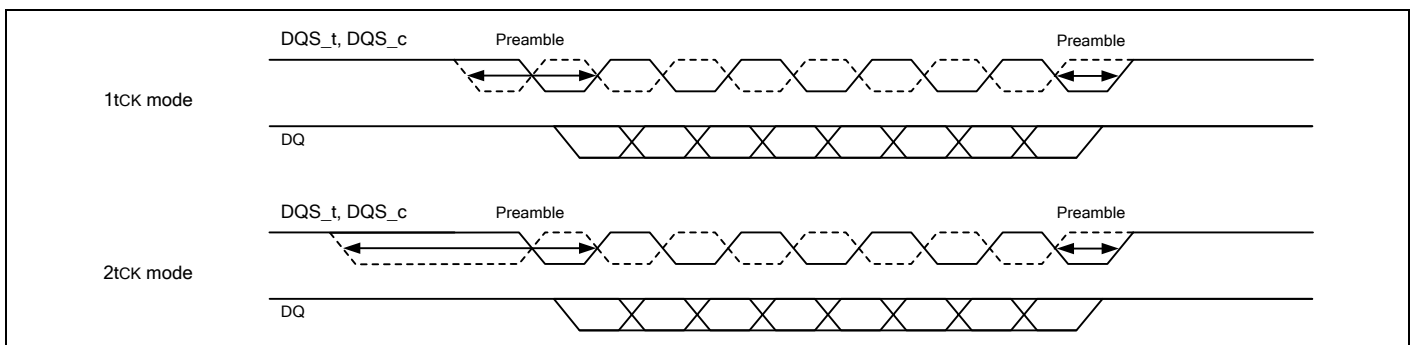 DQS_t, DQS_c Preamble Preamble
1tCK mode
DQ
DQS_t, DQS_c Preamble Preamble
2tCK mode
DQ